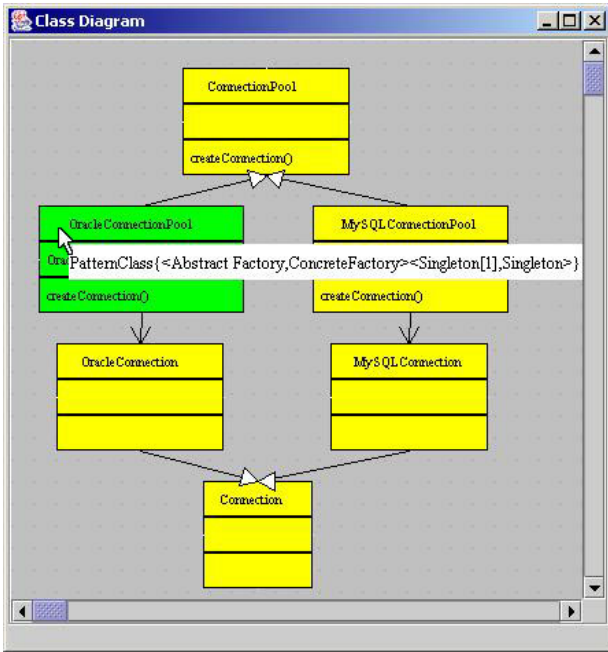 Class Diagram
ConnectionPool
createConnection()
OracleConnectionPool
MySQLConnectionPool
PatternClass{<Abstract Factory,ConcreteFactory><Singleton[1],Singleton>}
createConnection()
createConnection()
OracleConnection
MySQLConnection
Connection